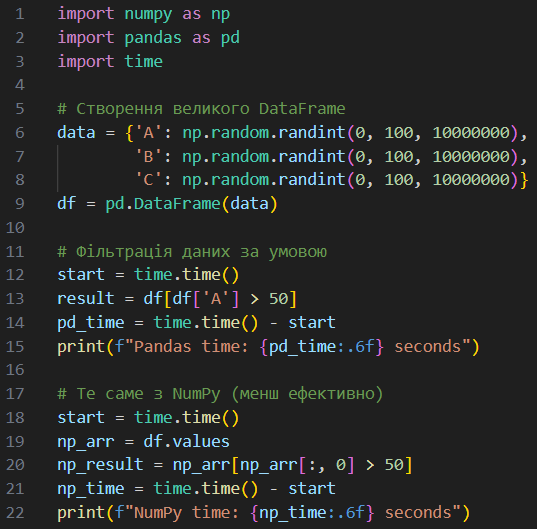 1 import numpy as np
2 import pandas as pd
3 import time
4
5 # Створення великого DataFrame
6 data = {'A': np.random.randint(0, 100, 10000000),
7 'B': np.random.randint(0, 100, 10000000),
8 'C': np.random.randint(0, 100, 10000000)}
9 df = pd.DataFrame(data)
10
11 # Фільтрація даних за умовою
12 start = time.time()
13 result = df[df['A'] > 50]
14 pd_time = time.time() - start
15 print(f"Pandas time: {pd_time:.6f} seconds")
16
17 # Те саме з NumPy (менш ефективно)
18 start = time.time()
19 np_arr = df.values
20 np_result = np_arr[np_arr[:, 0] > 50]
21 np_time = time.time() - start
22 print(f"NumPy time: {np_time:.6f} seconds")